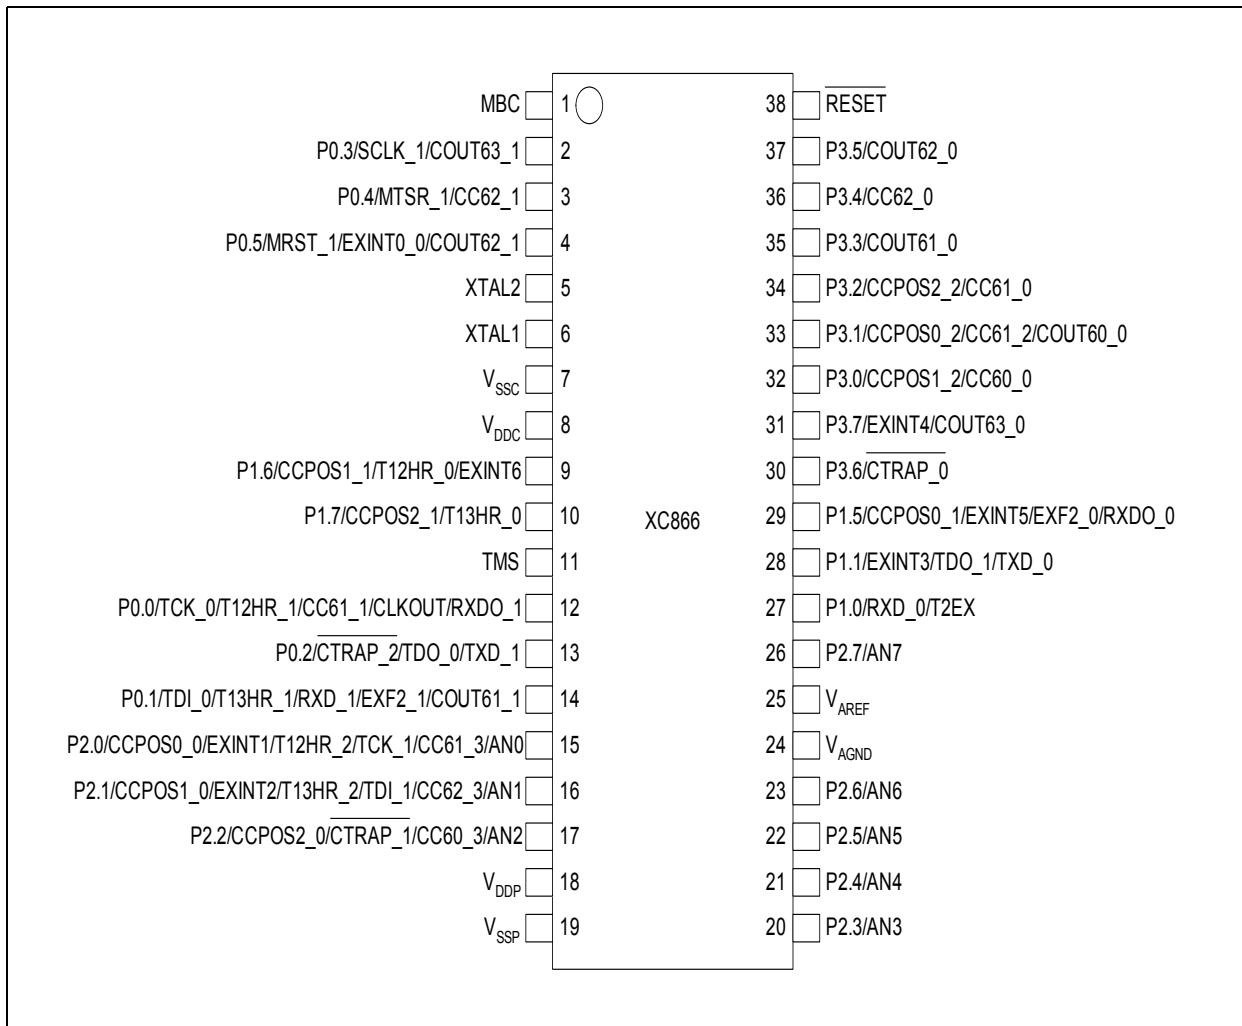 MBC 1 38 RESET
P0.3/SCLK_1/COUT63_1 2 37 P3.5/COUT62_0
P0.4/MTSR_1/CC62_1 3 36 P3.4/CC62_0
P0.5/MRST_1/EXINT0_0/COUT62_1 4 35 P3.3/COUT61_0
XTAL2 5 34 P3.2/CCPOS2_2/CC61_0
XTAL1 6 33 P3.1/CCPOS0_2/CC61_2/COUT60_0
VSSC 7 32 P3.0/CCPOS1_2/CC60_0
VDDC 8 31 P3.7/EXINT4/COUT63_0
P1.6/CCPOS1_1/T12HR_0/EXINT6 9 30 P3.6/CTRAP_0
P1.7/CCPOS2_1/T13HR_0 10 XC866 29 P1.5/CCPOS0_1/EXINT5/EXF2_0/RXDO_0
TMS 11 28 P1.1/EXINT3/TDO_1/TXD_0
P0.0/TCK_0/T12HR_1/CC61_1/CLKOUT/RXDO_1 12 27 P1.0/RXD_0/T2EX
P0.2/CTRAP_2/TDO_0/TXD_1 13 26 P2.7/AN7
P0.1/TDI_0/T13HR_1/RXD_1/EXF2_1/COUT61_1 14 25 VAREF
P2.0/CCPOS0_0/EXINT1/T12HR_2/TCK_1/CC61_3/AN0 15 24 VAGND
P2.1/CCPOS1_0/EXINT2/T13HR_2/TDI_1/CC62_3/AN1 16 23 P2.6/AN6
P2.2/CCPOS2_0/CTRAP_1/CC60_3/AN2 17 22 P2.5/AN5
VDDP 18 21 P2.4/AN4
VSSP 19 20 P2.3/AN3